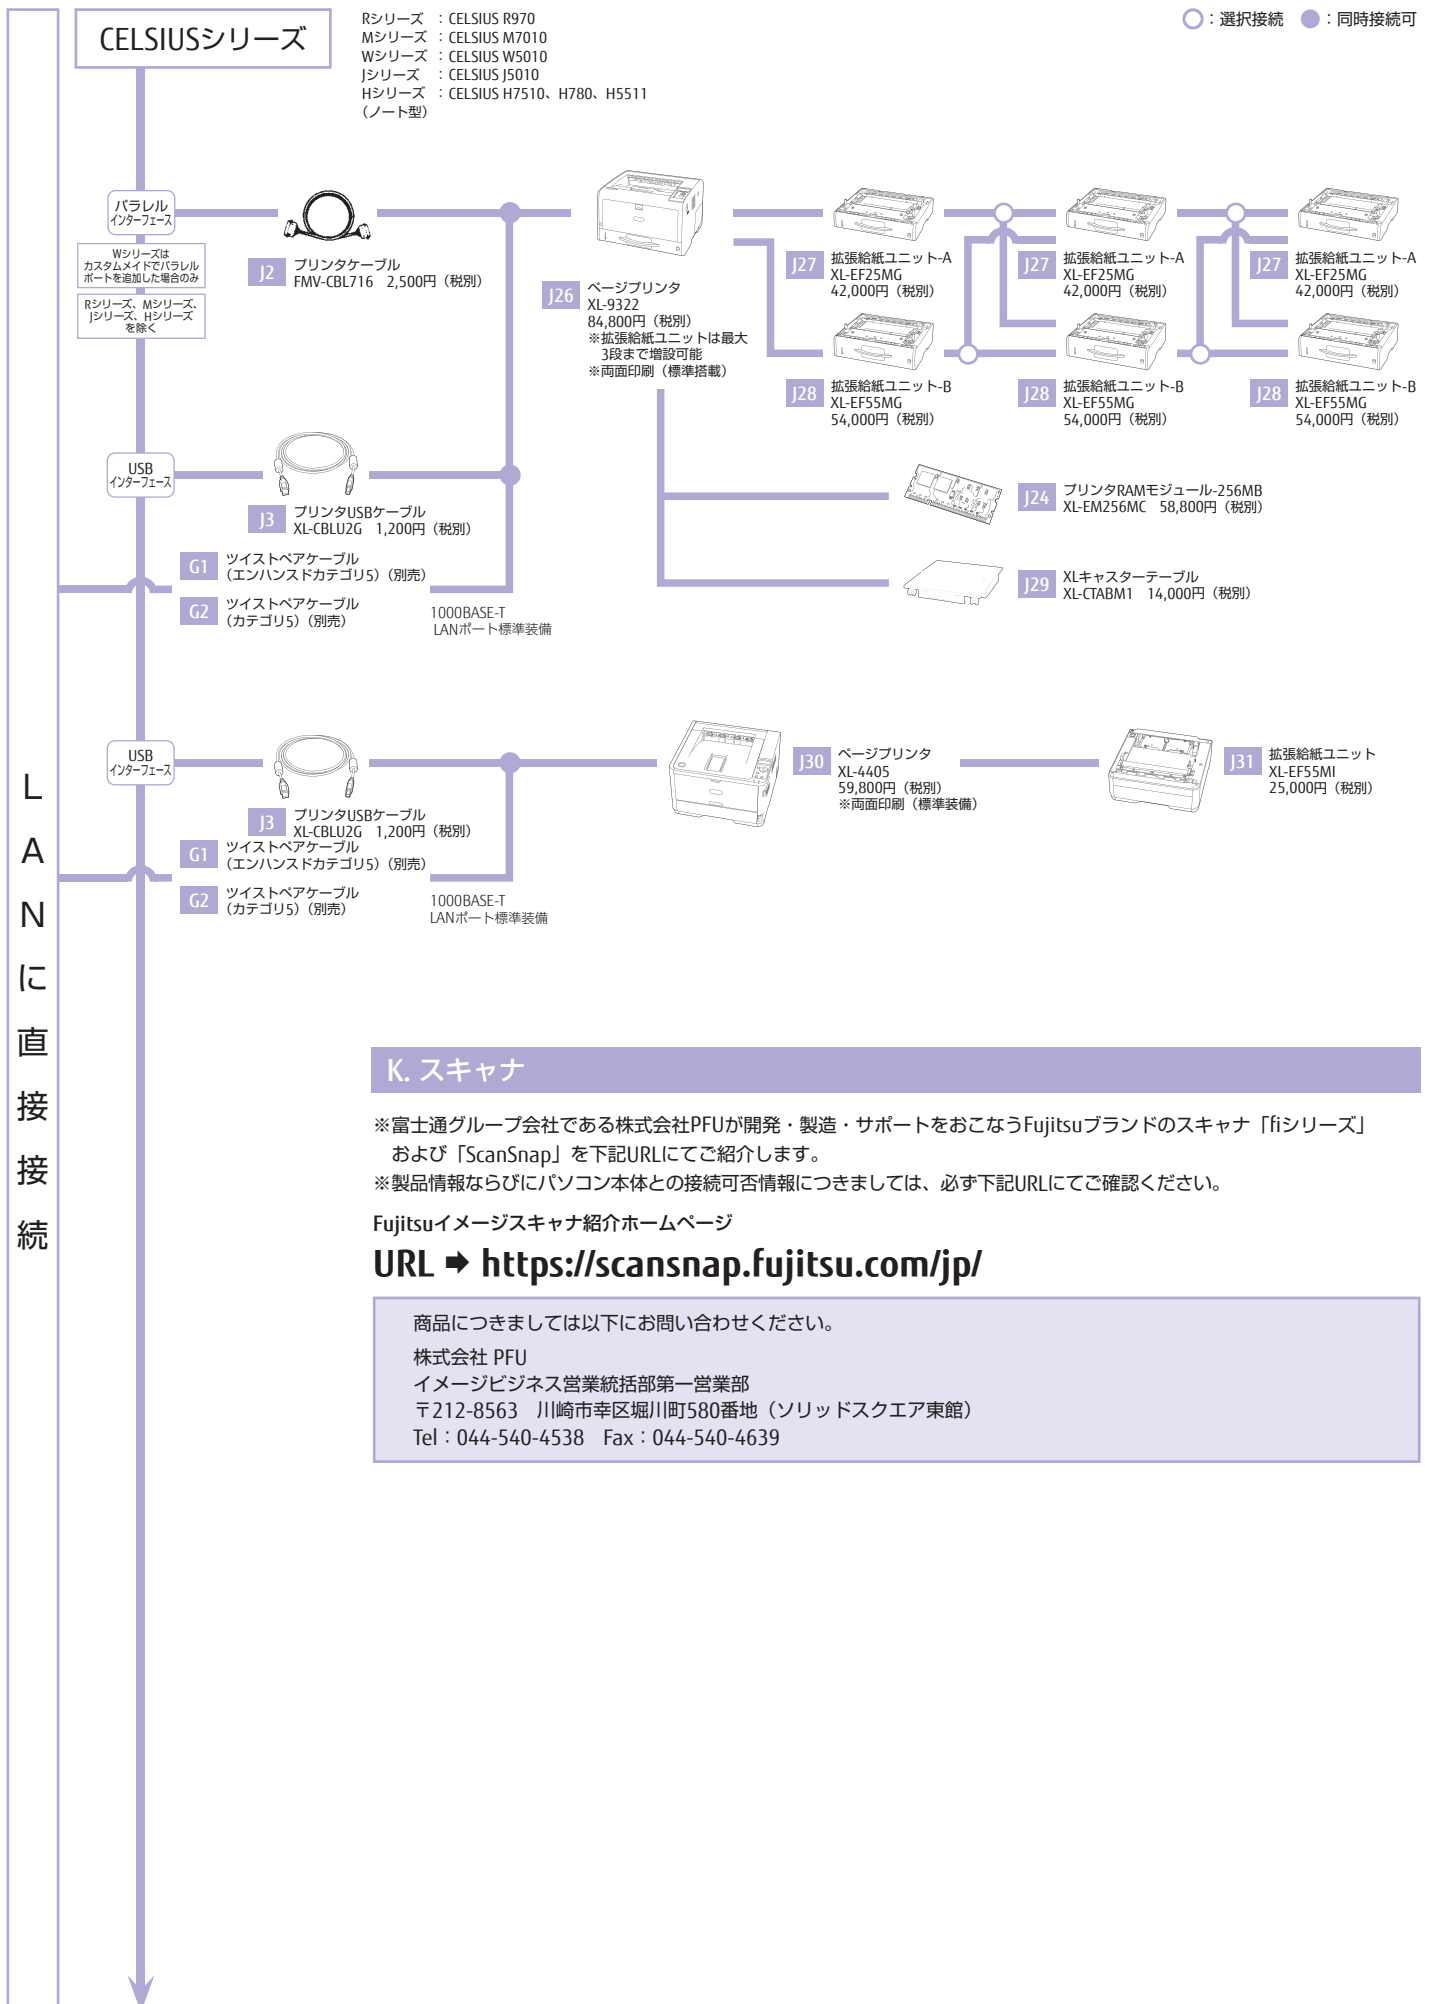 CELSIUSシリーズ
Rシリーズ ：CELSIUS R970
Mシリーズ ：CELSIUS M7010
Wシリーズ ：CELSIUS W5010
Jシリーズ ：CELSIUS J5010
Hシリーズ ：CELSIUS H7510、H780、H5511
（ノート型）
○：選択接続 ●：同時接続可
パラレル
インターフェース
Wシリーズは
カスタムメイドでパラレル
ポートを追加した場合のみ
Rシリーズ、Mシリーズ、
Jシリーズ、Hシリーズ
を除く
J2 プリンタケーブル
FMV-CBL716 2,500円（税別）
J26 ページプリンタ
XL-9322
84,800円（税別）
※拡張給紙ユニットは最大
3段まで増設可能
※両面印刷（標準搭載）
J27 拡張給紙ユニット-A
XL-EF25MG
42,000円（税別）
J27 拡張給紙ユニット-A
XL-EF25MG
42,000円（税別）
J27 拡張給紙ユニット-A
XL-EF25MG
42,000円（税別）
J28 拡張給紙ユニット-B
XL-EF55MG
54,000円（税別）
J28 拡張給紙ユニット-B
XL-EF55MG
54,000円（税別）
J28 拡張給紙ユニット-B
XL-EF55MG
54,000円（税別）
USB
インターフェース
J3 プリンタUSBケーブル
XL-CBLU2G 1,200円（税別）
J24 プリンタRAMモジュール-256MB
XL-EM256MC 58,800円（税別）
G1 ツイストペアケーブル
（エンハンスドカテゴリ5）（別売）
G2 ツイストペアケーブル
（カテゴリ5）（別売）
1000BASE-T
LANポート標準装備
J29 XLキャスターテーブル
XL-CTABM1 14,000円（税別）
USB
インターフェース
J3 プリンタUSBケーブル
XL-CBLU2G 1,200円（税別）
G1 ツイストペアケーブル
（エンハンスドカテゴリ5）（別売）
G2 ツイストペアケーブル
（カテゴリ5）（別売）
1000BASE-T
LANポート標準装備
J30 ページプリンタ
XL-4405
59,800円（税別）
※両面印刷（標準装備）
J31 拡張給紙ユニット
XL-EF55MI
25,000円（税別）
LANに直接接続
K. スキャナ
※富士通グループ会社である株式会社PFUが開発・製造・サポートをおこなうFujitsuブランドのスキャナ「fiシリーズ」
および「ScanSnap」を下記URLにてご紹介します。
※製品情報ならびにパソコン本体との接続可否情報につきましては、必ず下記URLにてご確認ください。
Fujitsuイメージスキャナ紹介ホームページ
URL ➡ https://scansnap.fujitsu.com/jp/
商品につきましては以下にお問い合わせください。
株式会社 PFU
イメージビジネス営業統括部第一営業部
〒212-8563 川崎市幸区堀川町580番地（ソリッドスクエア東館）
Tel：044-540-4538 Fax：044-540-4639